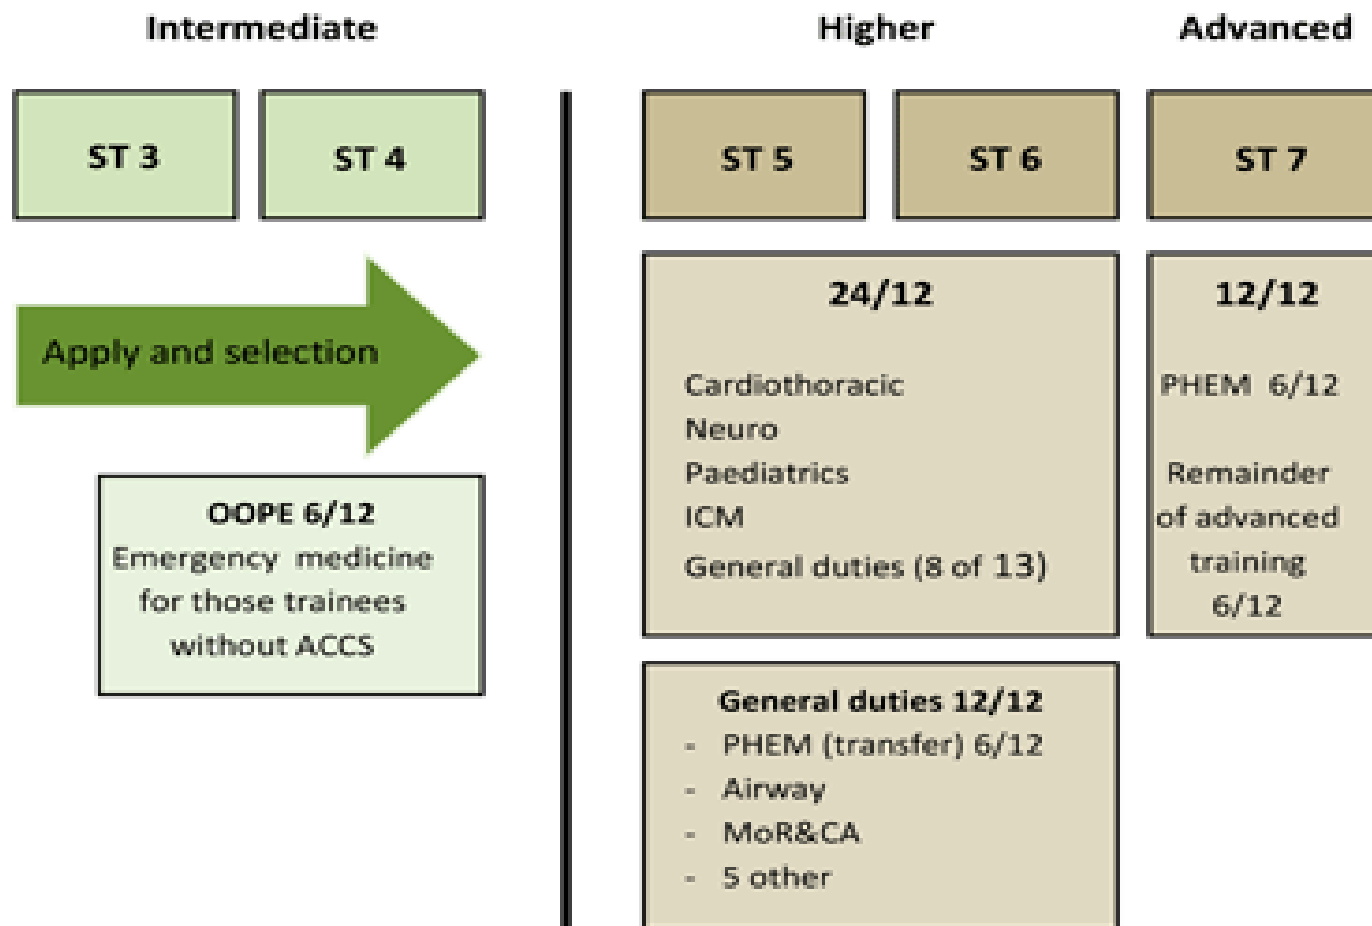 Intermediate
Higher
Advanced
ST 3
ST 4
ST 5
ST 6
ST 7
Apply and selection
OOPE 6/12
Emergency medicine
for those trainees
without ACCS
24/12
Cardiothoracic
Neuro
Paediatrics
ICM
General duties (8 of 13)
12/12
PHEM 6/12
Remainder
of advanced
training
6/12
General duties 12/12
- PHEM (transfer) 6/12
- Airway
- MoR&CA
- 5 other